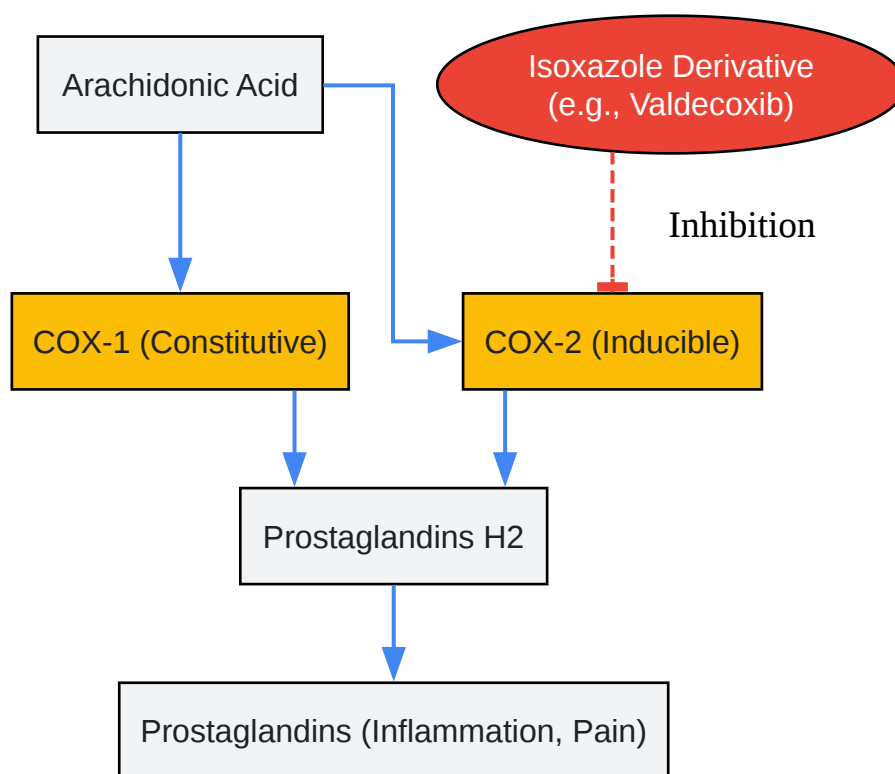 Arachidonic Acid
Isoxazole Derivative
(e.g., Valdecoxib)
Inhibition
COX-1 (Constitutive)
COX-2 (Inducible)
Prostaglandins H2
Prostaglandins (Inflammation, Pain)